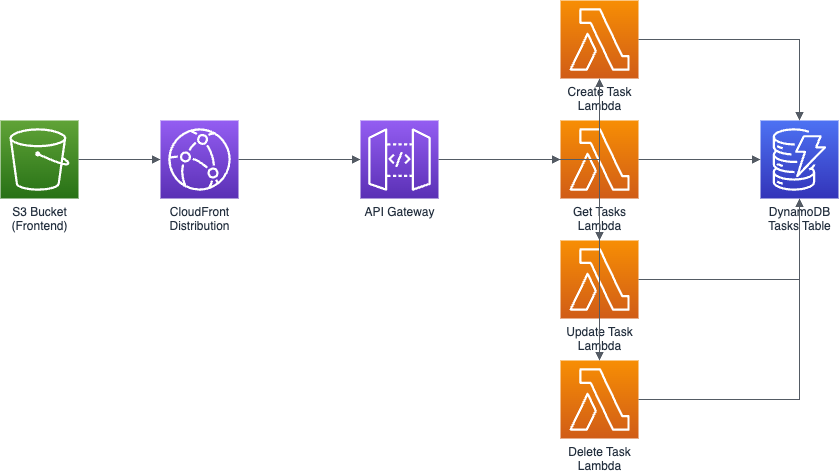 Create Task
Lambda
S3 Bucket
(Frontend)
CloudFront
Distribution
API Gateway
</>
Get Tasks
Lambda
DynamoDB
Tasks Table
Update Task
Lambda
Delete Task
Lambda